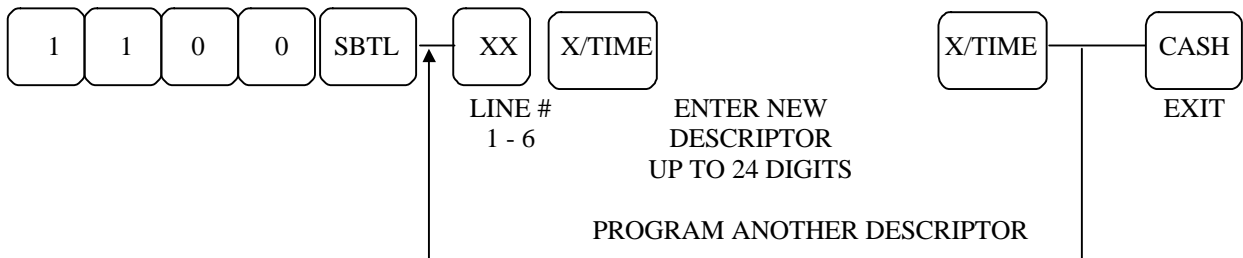 1 1 0 0 SBTL XX X/TIME X/TIME CASH
LINE # ENTER NEW EXIT
1 - 6 DESCRIPTOR
UP TO 24 DIGITS
PROGRAM ANOTHER DESCRIPTOR